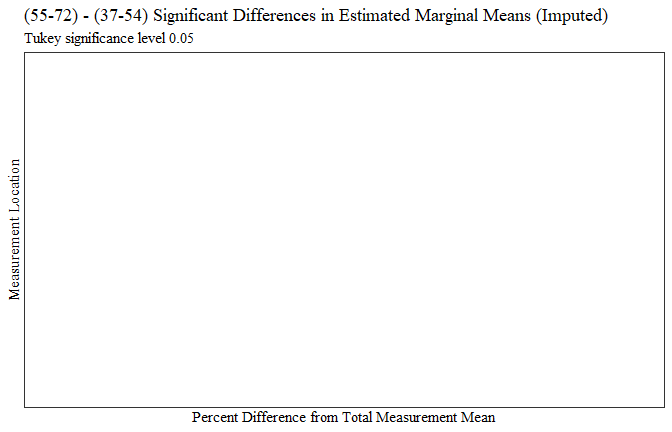 (55-72) - (37-54) Significant Differences in Estimated Marginal Means (Imputed)
Tukey significance level 0.05
Measurement Location
Percent Difference from Total Measurement Mean